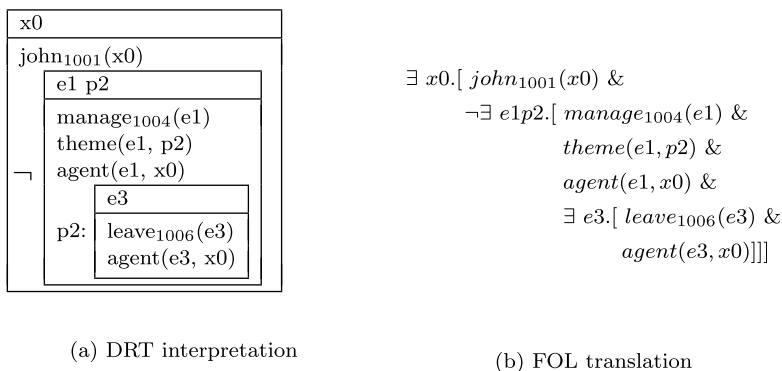 x0
john1001(x0)
e1 p2
manage1004(e1)
theme(e1, p2)
agent(e1, x0)
¬
e3
p2: leave1006(e3)
agent(e3, x0)
(a) DRT interpretation
∃ x0.[ john1001(x0) &
¬∃ e1p2.[ manage1004(e1) &
theme(e1, p2) &
agent(e1, x0) &
∃ e3.[ leave1006(e3) &
agent(e3, x0)]]]
(b) FOL translation